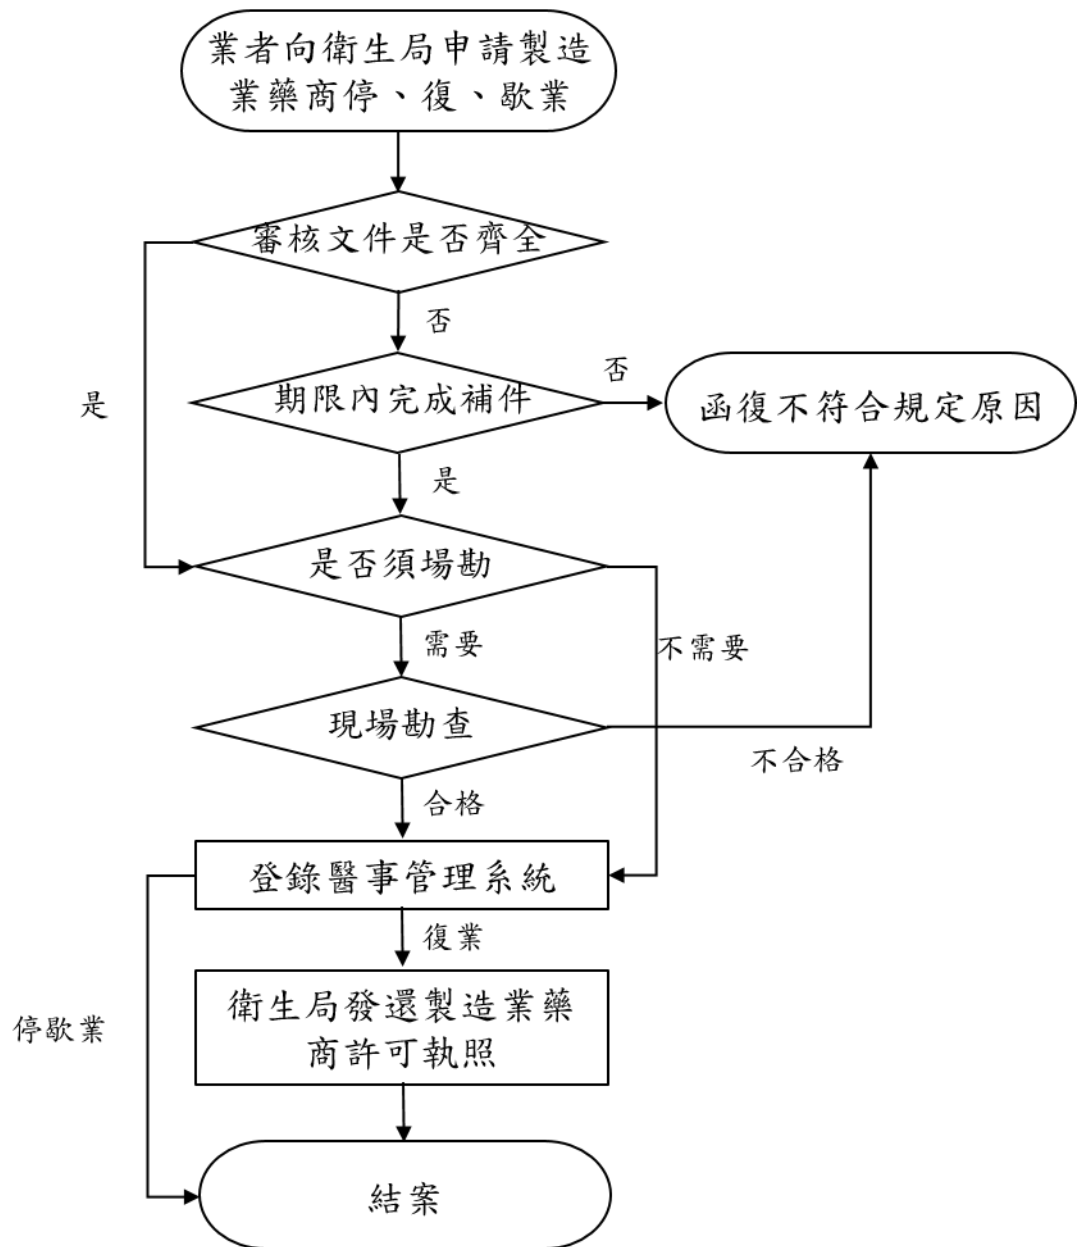 業者向衛生局申請製造
業藥商停、復、歇業
審核文件是否齊全
否
是
期限內完成補件
否
函復不符合規定原因
是
是否須場勘
需要
不需要
現場勘查
不合格
合格
登錄醫事管理系統
復業
停歇業
衛生局發還製造業藥
商許可執照
結案